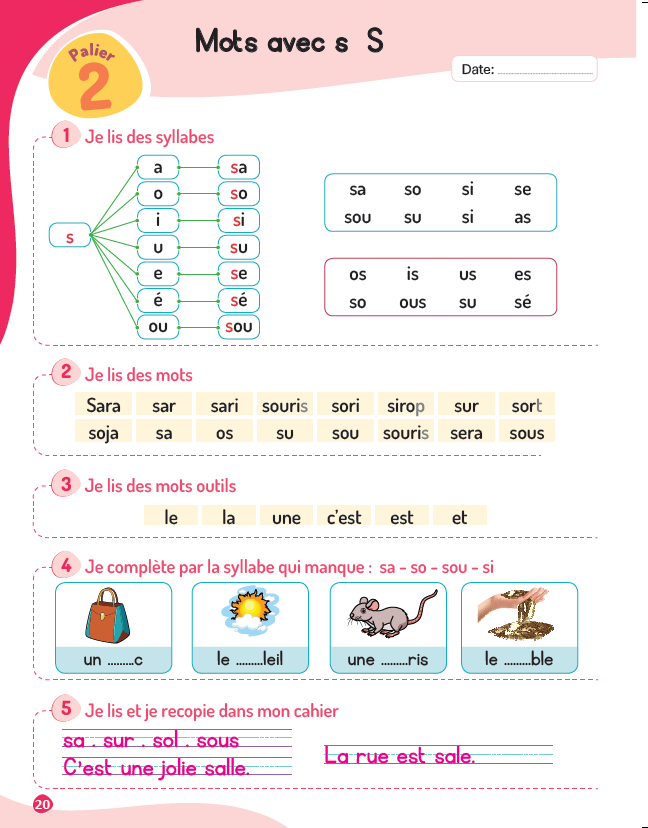 Mots avec s S
Palier
2
Date: ..............................
1 Je lis des syllabes
s
a sa
o so
i si
u su
e se
é sé
ou sou
sa so si se
sou su si as
os is us es
so ous su sé
2 Je lis des mots
Sara sar sari souris sori sirop sur sort
soja sa os su sou souris sera sous
3 Je lis des mots outils
le la une c'est est et
4 Je complète par la syllabe qui manque : sa - so - sou - si
un .........c
le .........leil
une .........ris
le .........ble
5 Je lis et je recopie dans mon cahier
sa . sur . sol . sous
C'est une jolie salle.
La rue est sale.
20